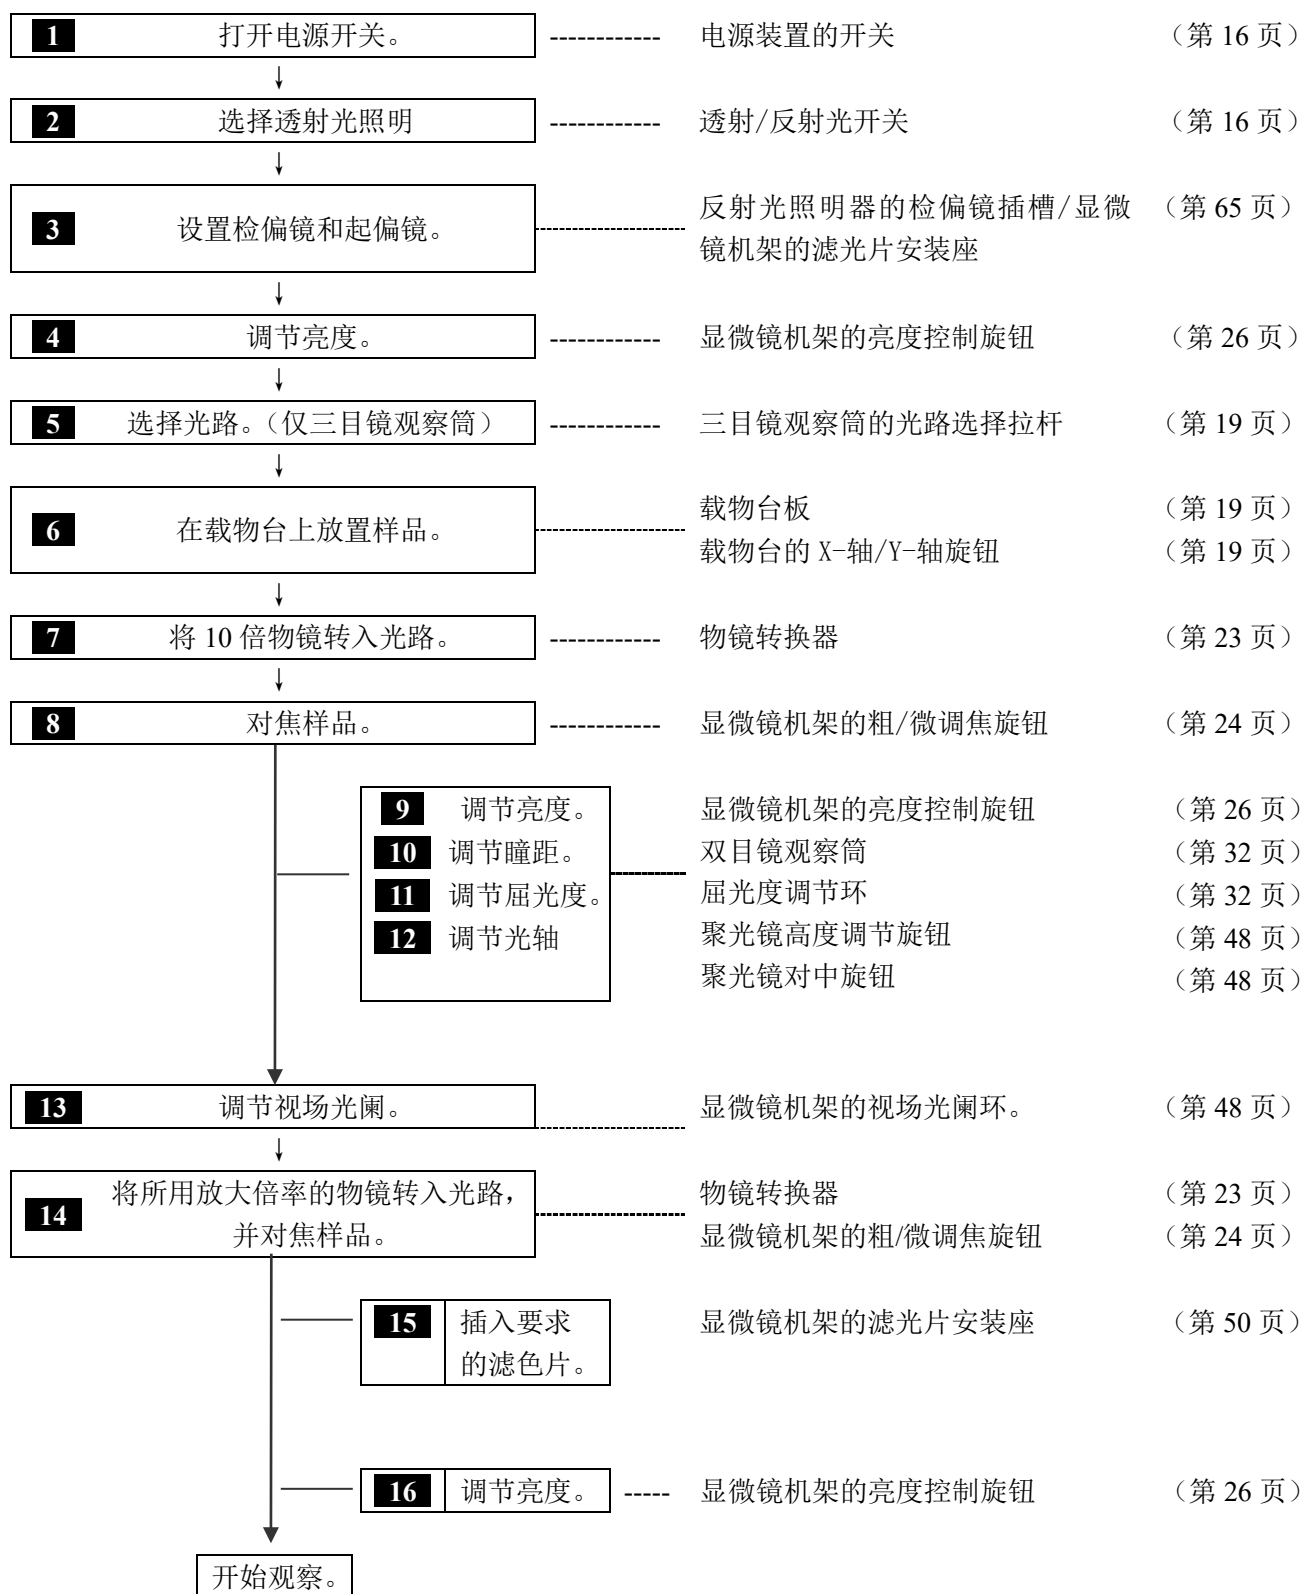 1 打开电源开关。 ------------ 电源装置的开关 （第 16 页）
↓
2 选择透射光照明 ------------ 透射/反射光开关 （第 16 页）
↓
3 设置检偏镜和起偏镜。 反射光照明器的检偏镜插槽/显微 （第 65 页）
镜机架的滤光片安装座
↓
4 调节亮度。 ------------ 显微镜机架的亮度控制旋钮 （第 26 页）
↓
5 选择光路。（仅三目镜观察筒） ------------ 三目镜观察筒的光路选择拉杆 （第 19 页）
↓
6 在载物台上放置样品。 载物台板 （第 19 页）
载物台的 X-轴/Y-轴旋钮 （第 19 页）
↓
7 将 10 倍物镜转入光路。 ------------ 物镜转换器 （第 23 页）
↓
8 对焦样品。 ------------ 显微镜机架的粗/微调焦旋钮 （第 24 页）
9 调节亮度。 显微镜机架的亮度控制旋钮 （第 26 页）
10 调节瞳距。 双目镜观察筒 （第 32 页）
11 调节屈光度。 屈光度调节环 （第 32 页）
12 调节光轴 聚光镜高度调节旋钮 （第 48 页）
聚光镜对中旋钮 （第 48 页）
13 调节视场光阑。 显微镜机架的视场光阑环。 （第 48 页）
↓
14 将所用放大倍率的物镜转入光路， 物镜转换器 （第 23 页）
并对焦样品。 显微镜机架的粗/微调焦旋钮 （第 24 页）
15 插入要求 显微镜机架的滤光片安装座 （第 50 页）
的滤色片。
16 调节亮度。 ----- 显微镜机架的亮度控制旋钮 （第 26 页）
开始观察。